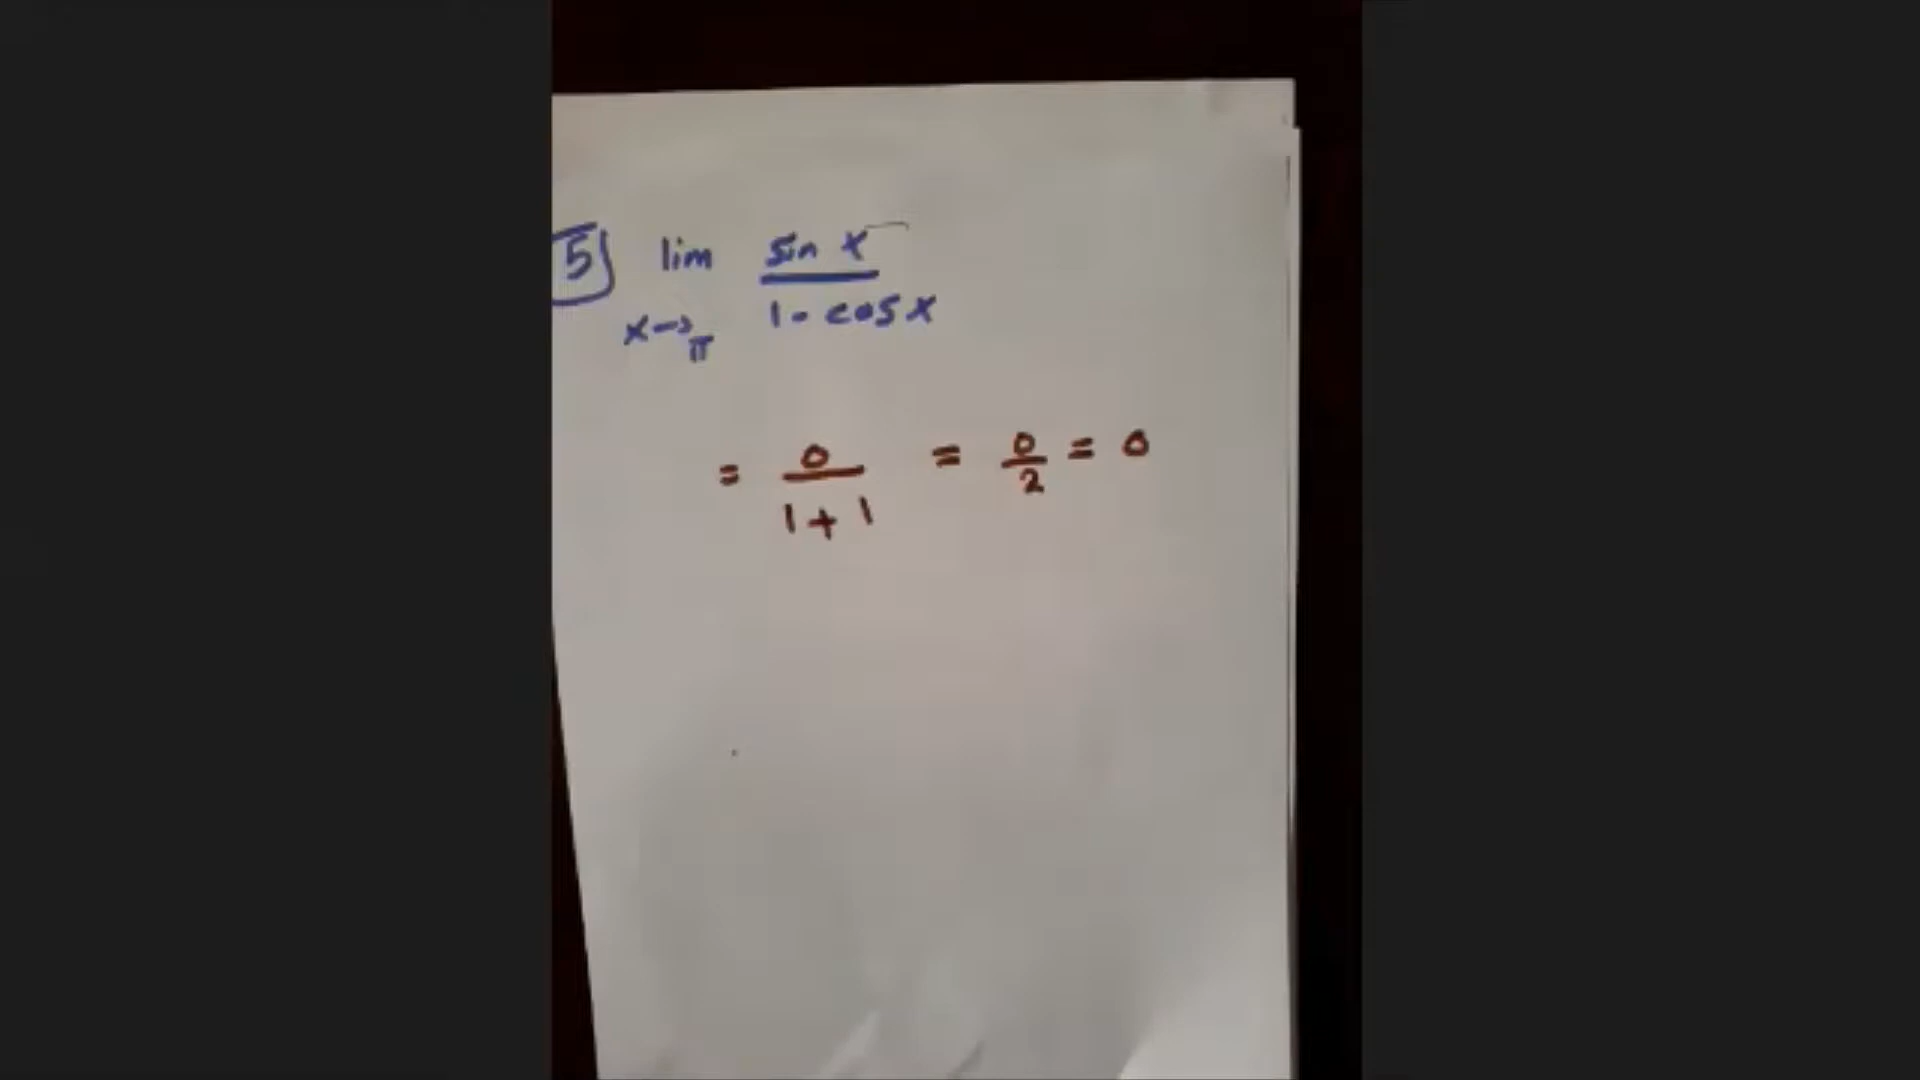 5 lim sin x
x→π 1 - cos x
= 0 = 0 = 0
1 + 1 2